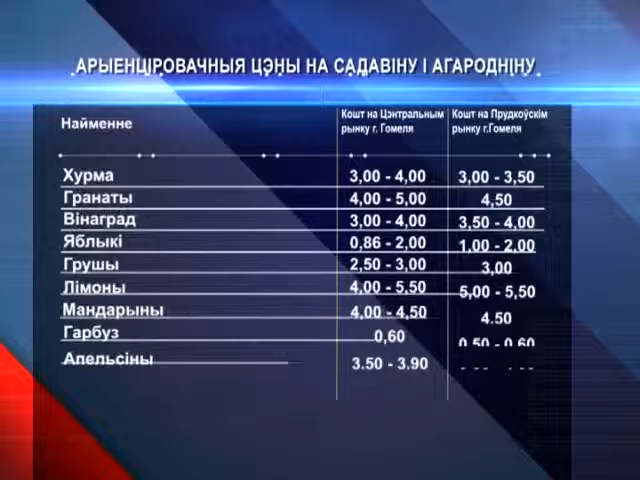 АРЫЕНЦІРОВАЧНЫЯ ЦЭНЫ НА САДАВІНУ І АГАРОДНІНУ
Найменне
Кошт на Цэнтральным
рынку г. Гомеля
Кошт на Прудкоўскім
рынку г.Гомеля
Хурма 3,00 - 4,00 3,00 - 3,50
Гранаты 4,00 - 5,00 4,50
Вінаград 3,00 - 4,00 3,50 - 4,00
Яблыкі 0,86 - 2,00 1,00 - 2,00
Грушы 2,50 - 3,00 3,00
Лімоны 4,00 - 5,50 5,00 - 5,50
Мандарыны 4,00 - 4,50 4.50
Гарбуз 0,60 0,50 - 0,60
Апельсіны 3.50 - 3.90